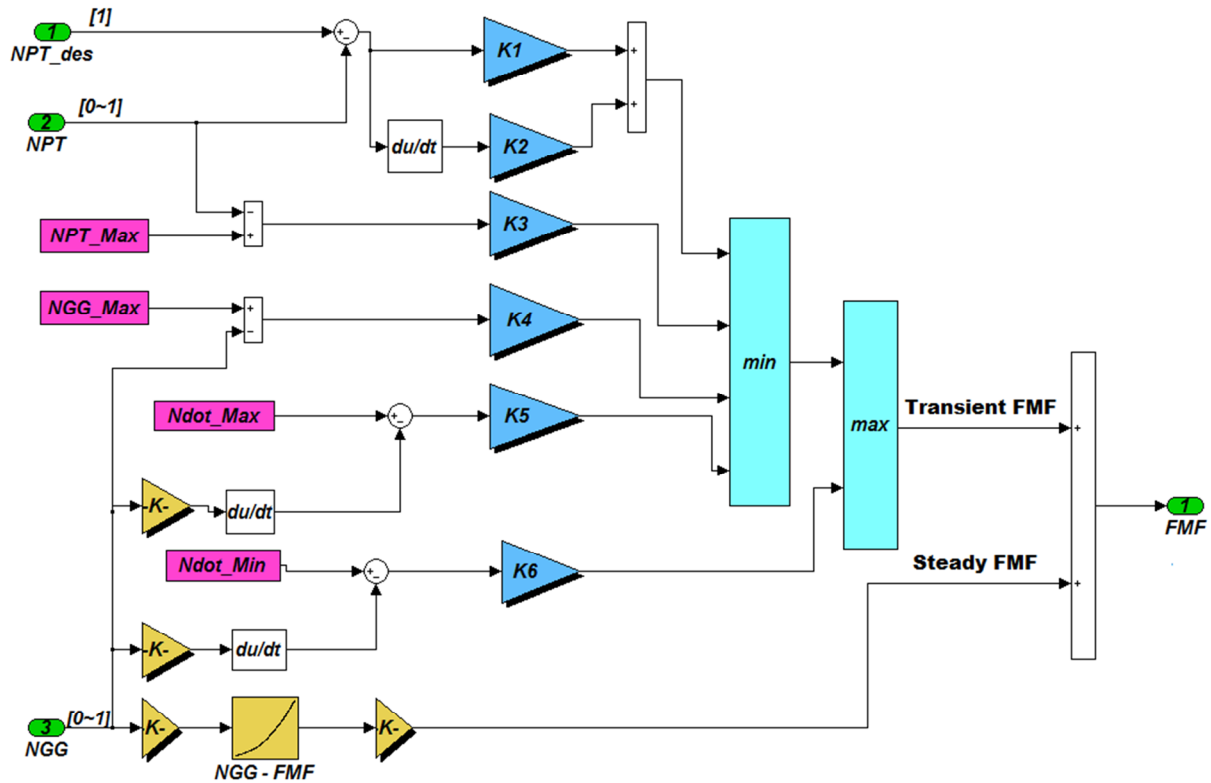 1
[1]
NPT_des
K1
+
-
+
2
[0~1]
NPT
du/dt
K2
+
NPT_Max
-
+
K3
NGG_Max
+
-
K4
min
Ndot_Max
+
-
K5
max
Transient FMF
+
-K-
du/dt
1
FMF
Ndot_Min
+
-
K6
Steady FMF
+
-K-
du/dt
3
[0~1]
NGG
K-
K-
NGG - FMF